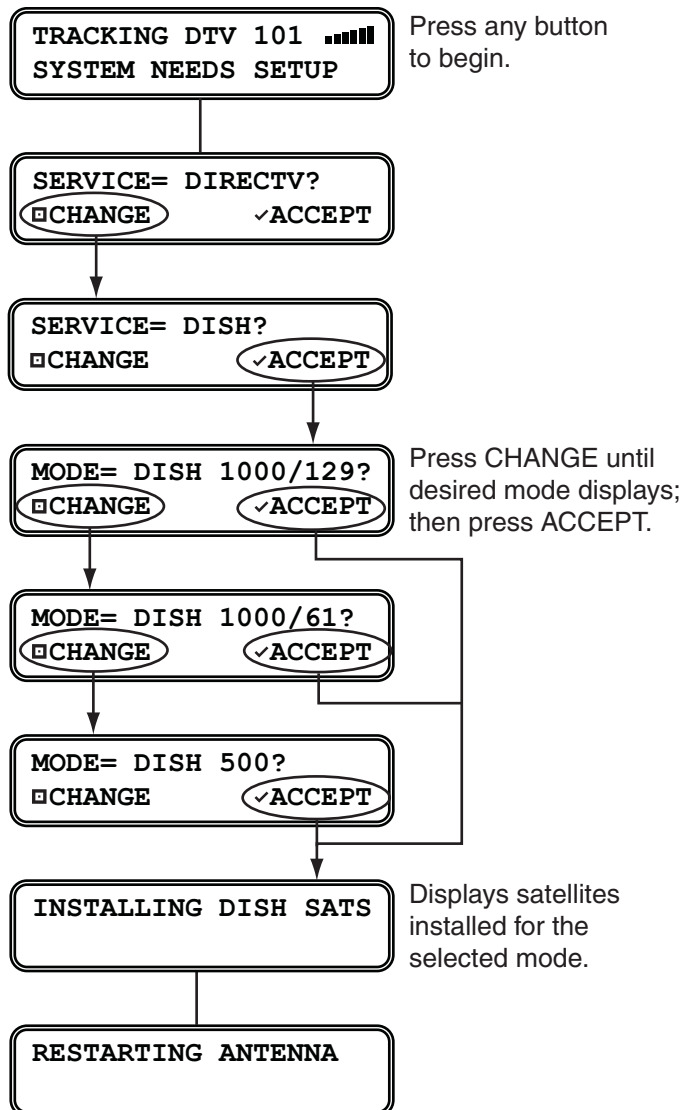 TRACKING DTV 101
SYSTEM NEEDS SETUP
Press any button
to begin.
SERVICE= DIRECTV?
CHANGE ✓ACCEPT
SERVICE= DISH?
CHANGE ✓ACCEPT
MODE= DISH 1000/129?
CHANGE ✓ACCEPT
Press CHANGE until
desired mode displays;
then press ACCEPT.
MODE= DISH 1000/61?
CHANGE ✓ACCEPT
MODE= DISH 500?
CHANGE ✓ACCEPT
INSTALLING DISH SATS
Displays satellites
installed for the
selected mode.
RESTARTING ANTENNA